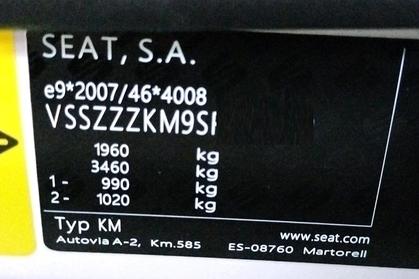 SEAT, S.A.
e9*2007/46*4008
VSSZZZKM9S
1960 kg
3460 kg
1 - 990 kg
2 - 1020 kg
Typ KM
www.seat.com
Autovia A-2, Km.585 ES-08760 Martorell